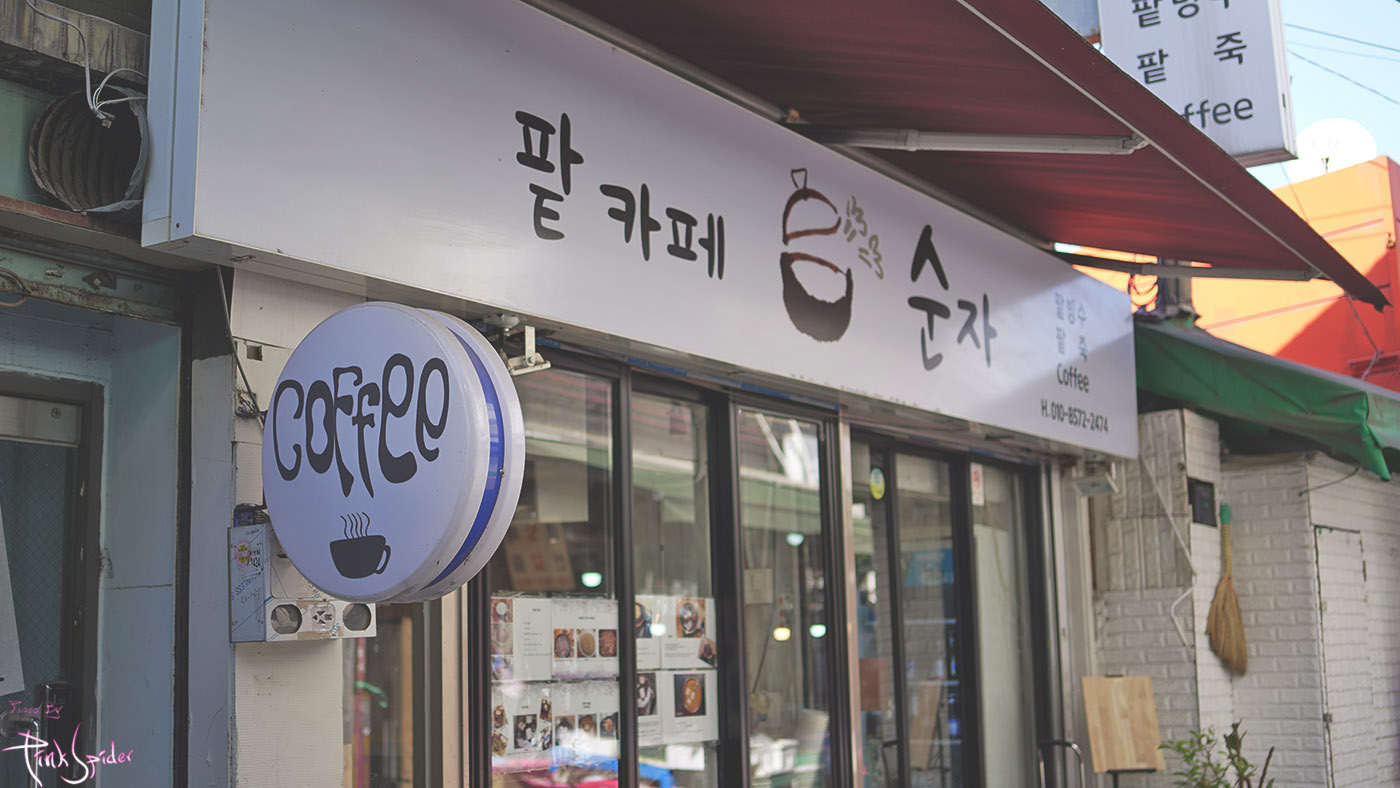 팥빙수
팥 죽
ffee
팥 카페 순자
팥빙수
팥 죽
Coffee
H. 010-8572-2474
coffee
Pink Spider